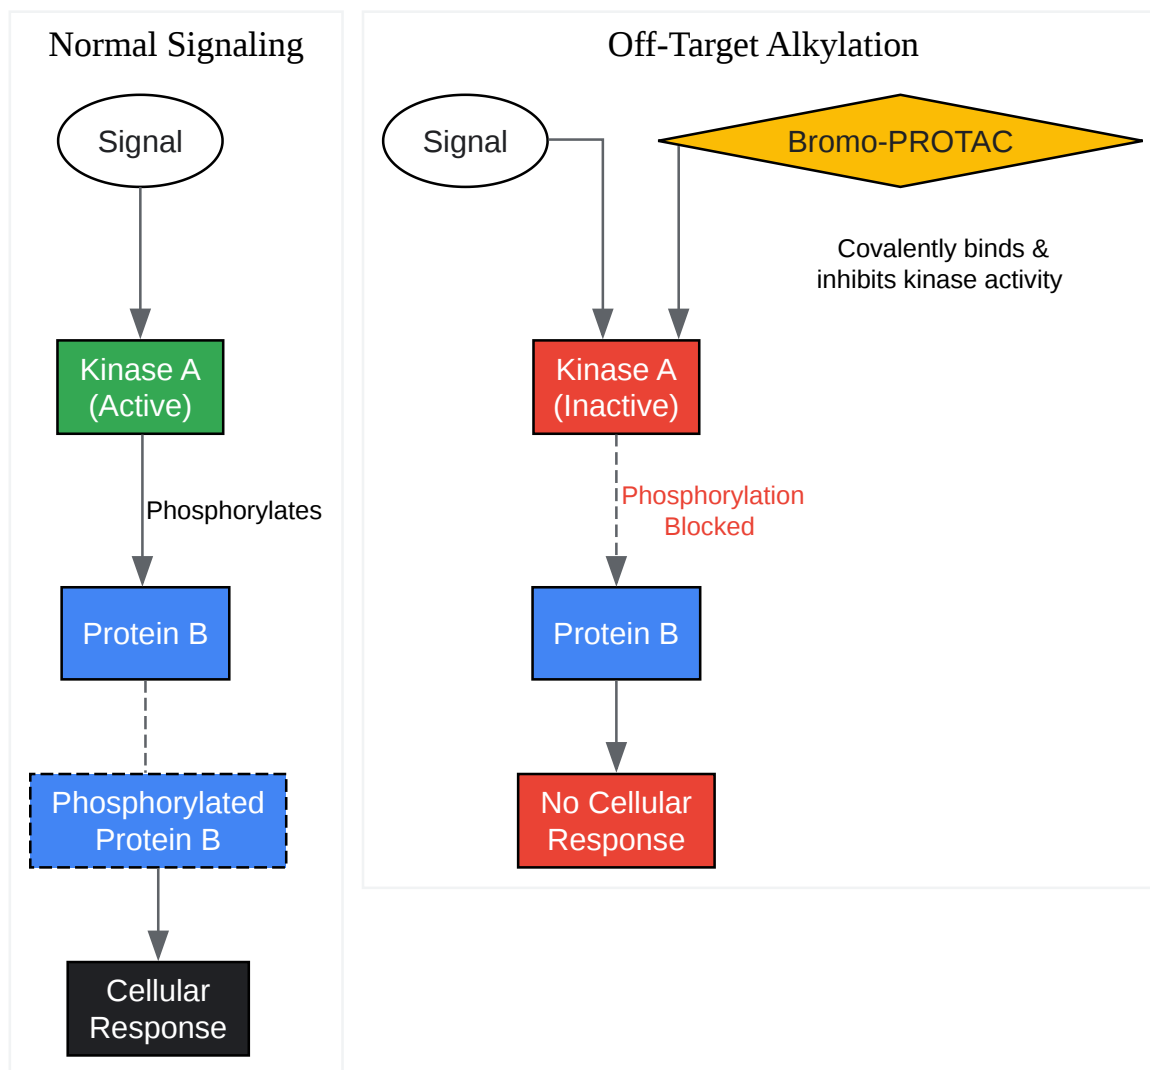 Normal Signaling
Signal
Kinase A
(Active)
Phosphorylates
Protein B
Phosphorylated
Protein B
Cellular
Response
Off-Target Alkylation
Signal
Bromo-PROTAC
Covalently binds &
inhibits kinase activity
Kinase A
(Inactive)
Phosphorylation
Blocked
Protein B
No Cellular
Response